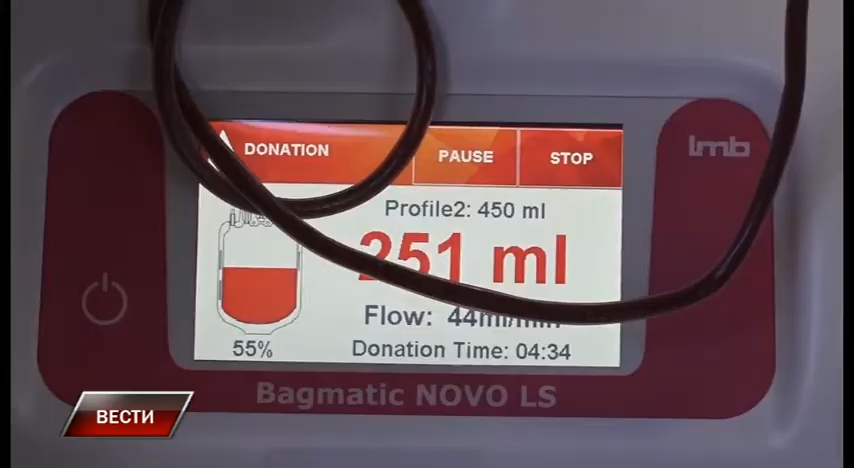 DONATION
PAUSE
STOP
lmb
Profile2: 450 ml
251 ml
Flow: 44ml/min
55%
Donation Time: 04:34
Bagmatic NOVO LS
ВЕСТИ